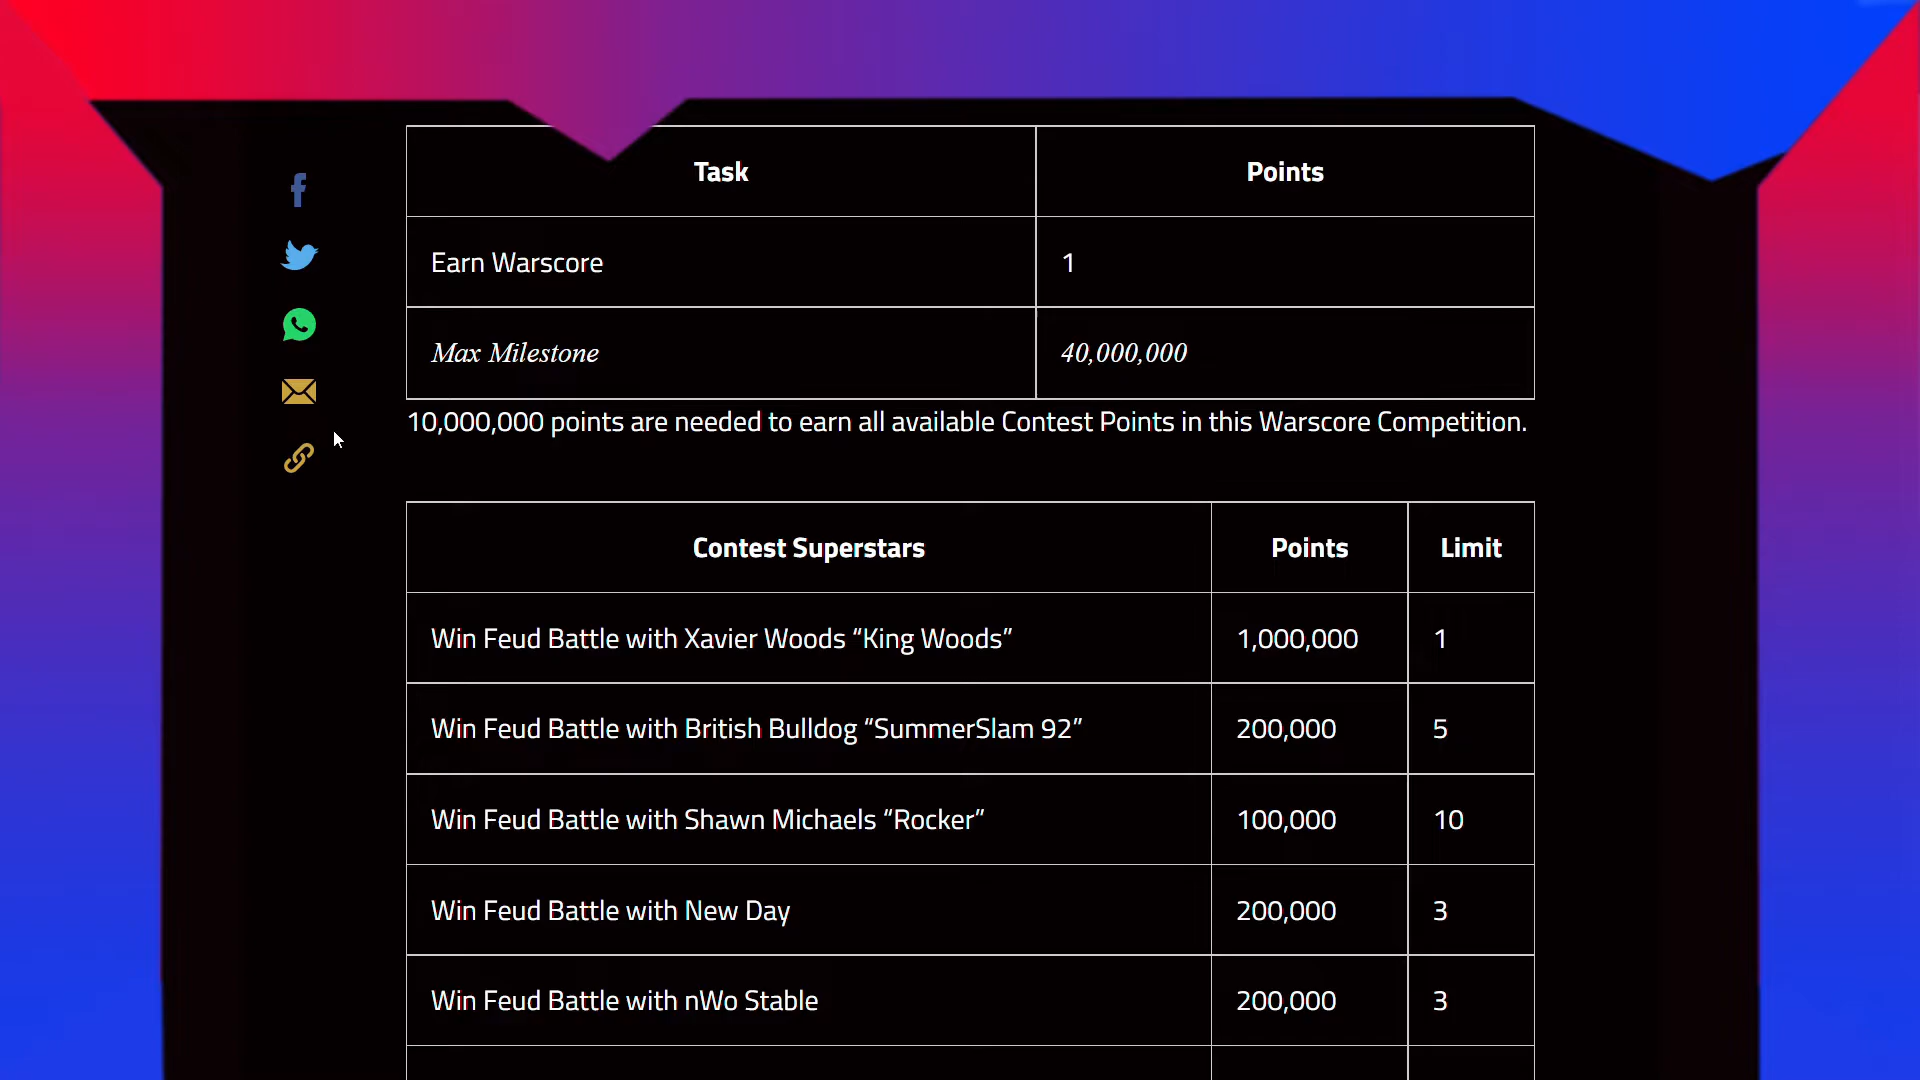 Task Points
Earn Warscore 1
Max Milestone 40,000,000
10,000,000 points are needed to earn all available Contest Points in this Warscore Competition.
Contest Superstars Points Limit
Win Feud Battle with Xavier Woods “King Woods” 1,000,000 1
Win Feud Battle with British Bulldog “SummerSlam 92” 200,000 5
Win Feud Battle with Shawn Michaels “Rocker” 100,000 10
Win Feud Battle with New Day 200,000 3
Win Feud Battle with nWo Stable 200,000 3